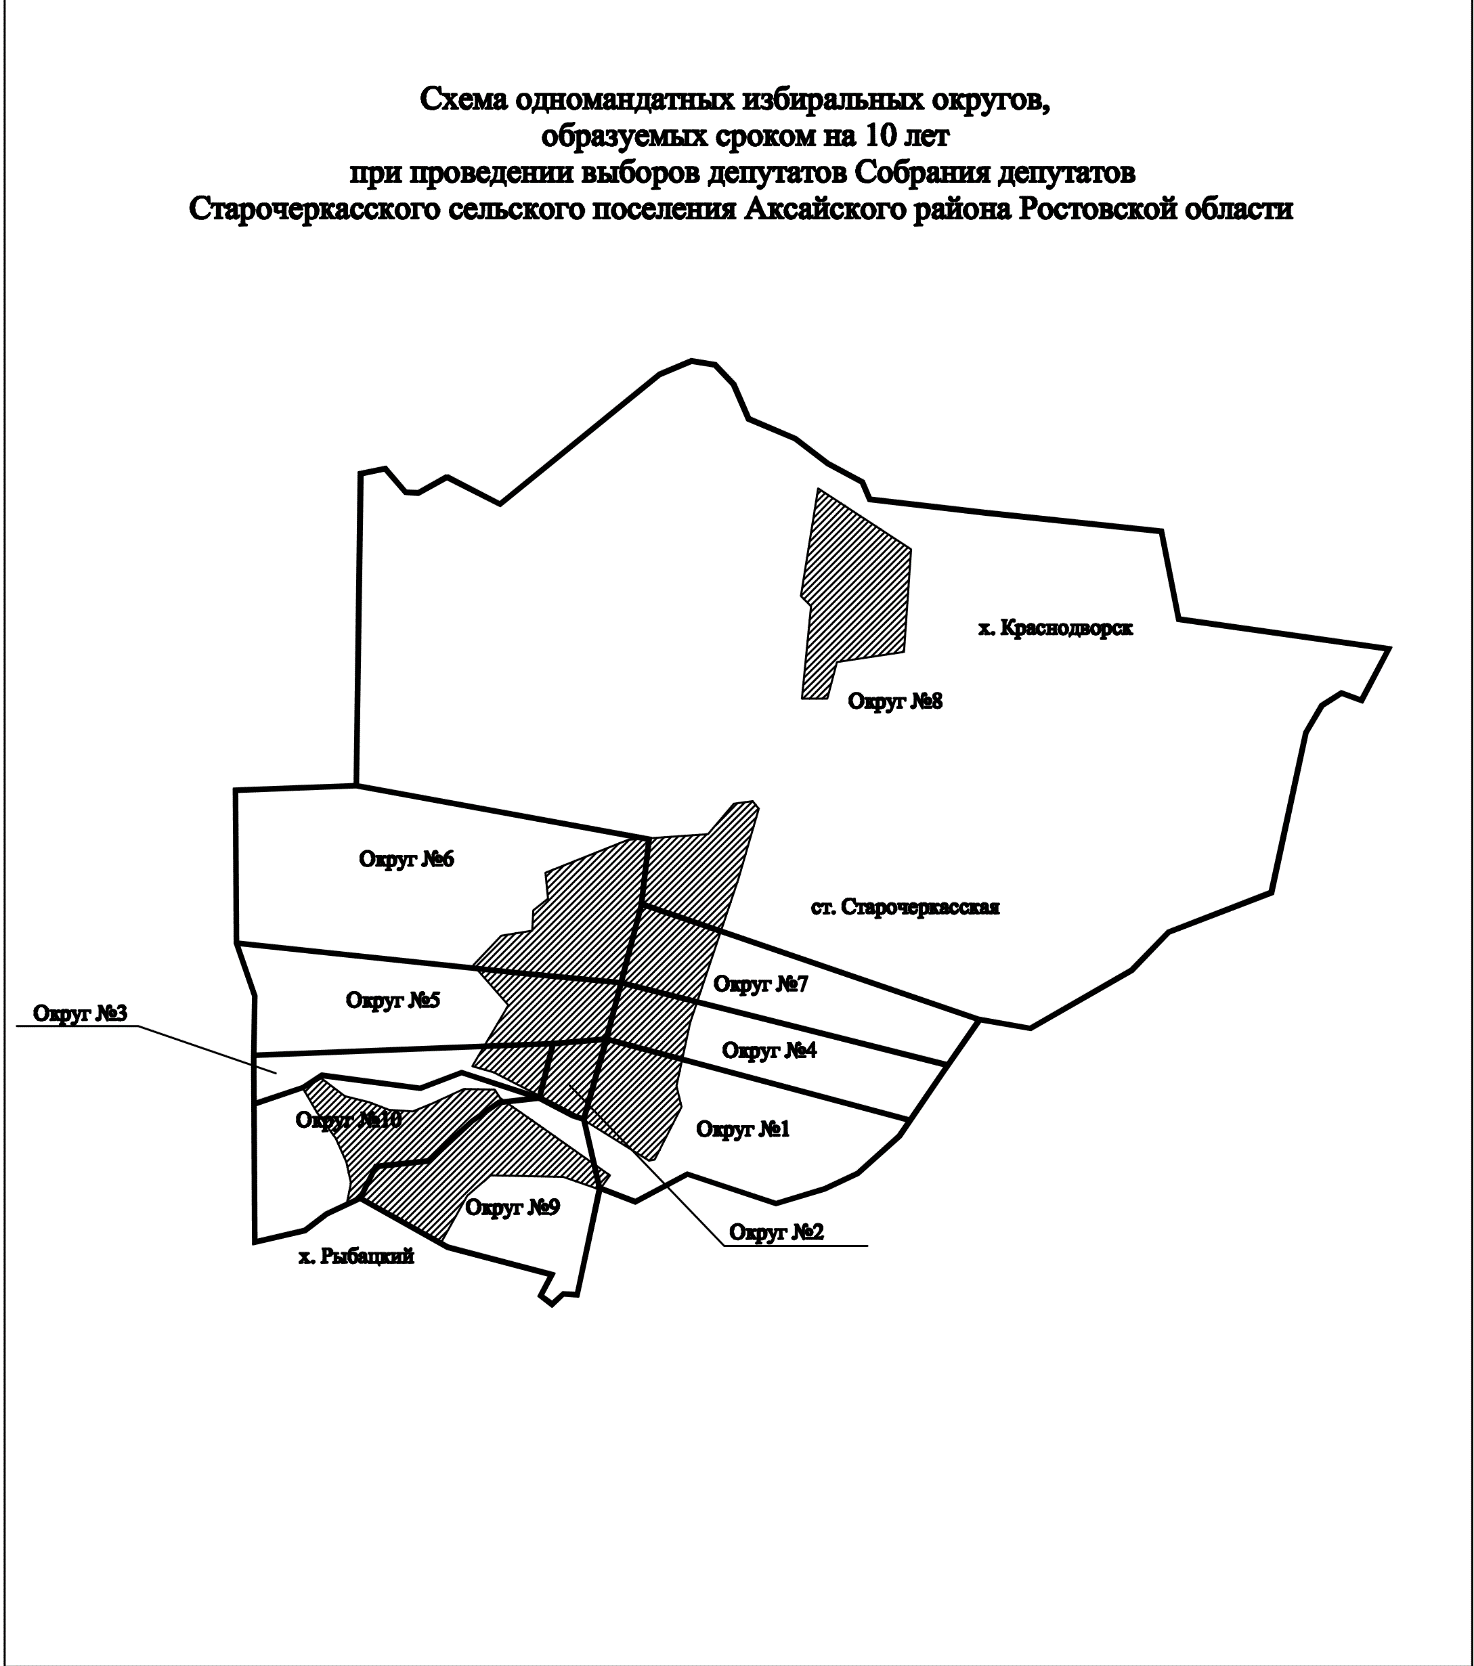 Схема одномандатных избиральных округов,
образуемых сроком на 10 лет
при проведении выборов депутатов Собрания депутатов
Старочеркасского сельского поселения Аксайского района Ростовской области
х. Краснодворск
Округ №8
Округ №6
ст. Старочеркасская
Округ №7
Округ №5
Округ №3
Округ №4
Округ №10
Округ №1
Округ №9
Округ №2
х. Рыбацкий